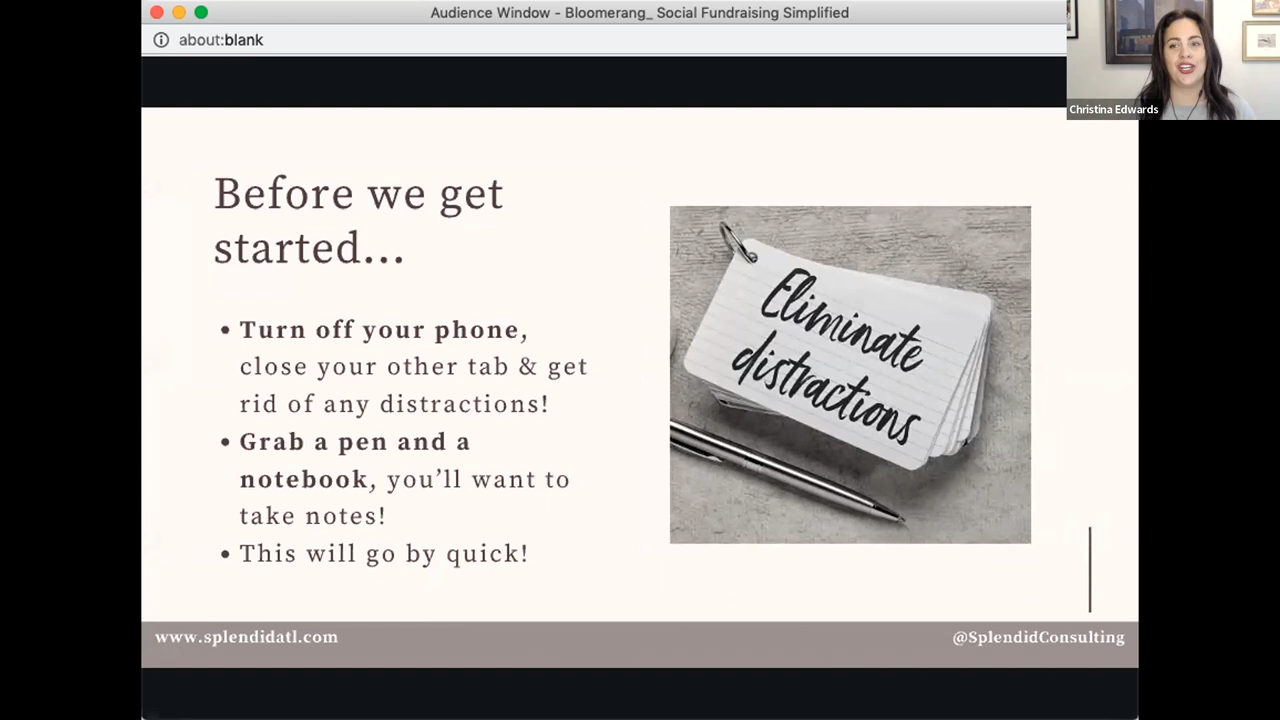 Audience Window - Bloomerang_ Social Fundraising Simplified
about:blank
Christina Edwards
Before we get
started...
• Turn off your phone,
close your other tab & get
rid of any distractions!
• Grab a pen and a
notebook, you’ll want to
take notes!
• This will go by quick!
Eliminate
distractions
www.splendidatl.com
@SplendidConsulting